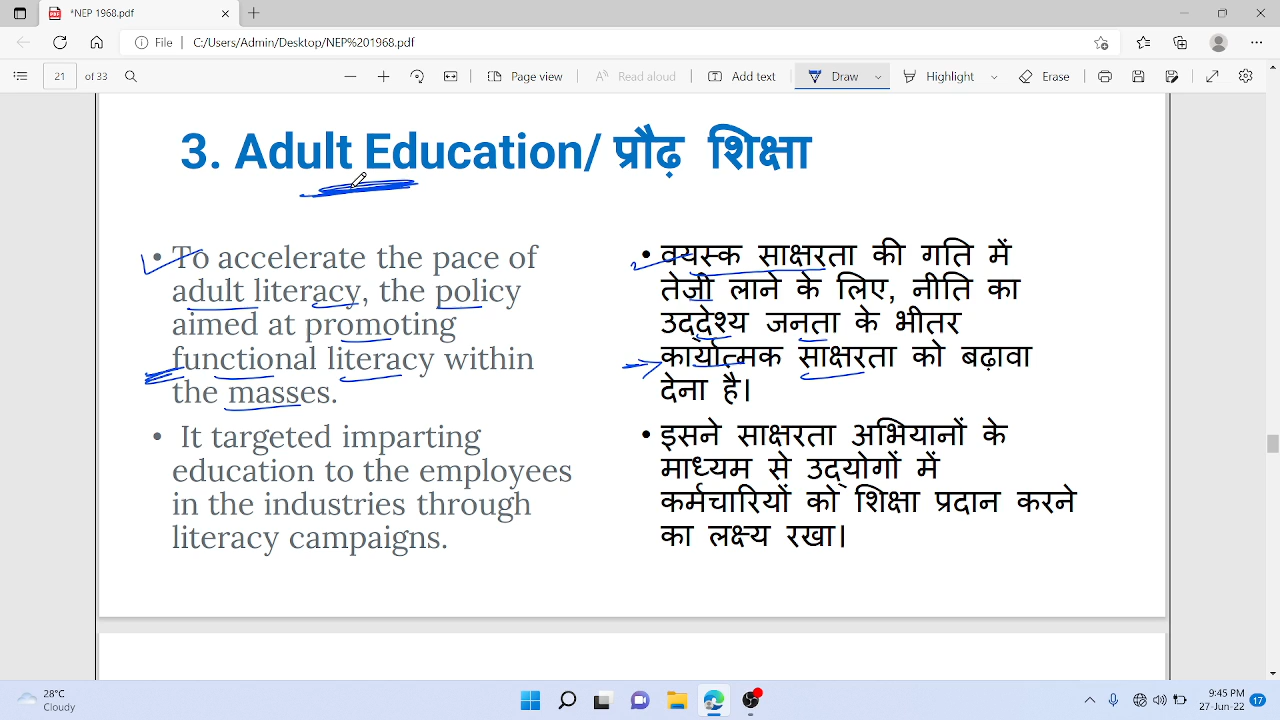 *NEP 1968.pdf
File
C:/Users/Admin/Desktop/NEP%201968.pdf
21
of 33
Page view
Read aloud
Add text
Draw
Highlight
Erase
3. Adult Education/ प्रौढ़ शिक्षा
• To accelerate the pace of
adult literacy, the policy
aimed at promoting
functional literacy within
the masses.
• It targeted imparting
education to the employees
in the industries through
literacy campaigns.
• वयस्क साक्षरता की गति में
तेजी लाने के लिए, नीति का
उद्देश्य जनता के भीतर
कार्यात्मक साक्षरता को बढ़ावा
देना है।
• इसने साक्षरता अभियानों के
माध्यम से उद्योगों में
कर्मचारियों को शिक्षा प्रदान करने
का लक्ष्य रखा।
28°C
Cloudy
9:45 PM
27-Jun-22
17